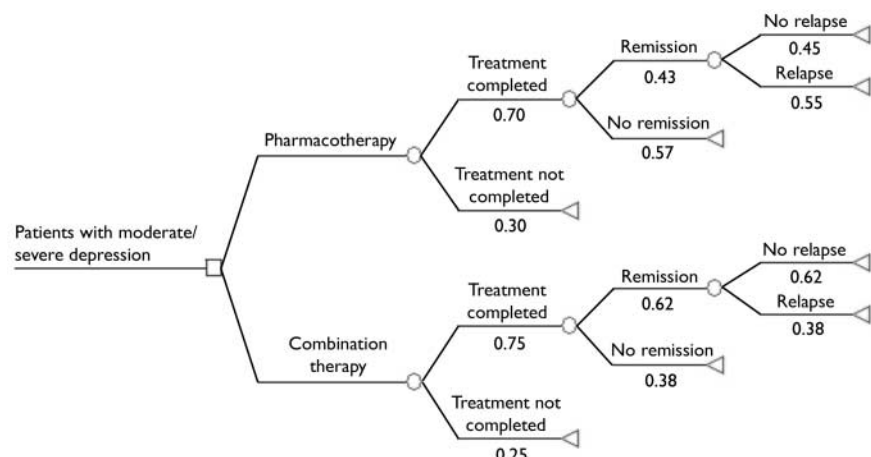 No relapse
0.45
Relapse
0.55
Remission
0.43
No remission
0.57
Treatment
completed
0.70
Treatment not
completed
0.30
Pharmacotherapy
Patients with moderate/
severe depression
Combination
therapy
Treatment
completed
0.75
Treatment not
completed
0.25
Remission
0.62
No remission
0.38
No relapse
0.62
Relapse
0.38